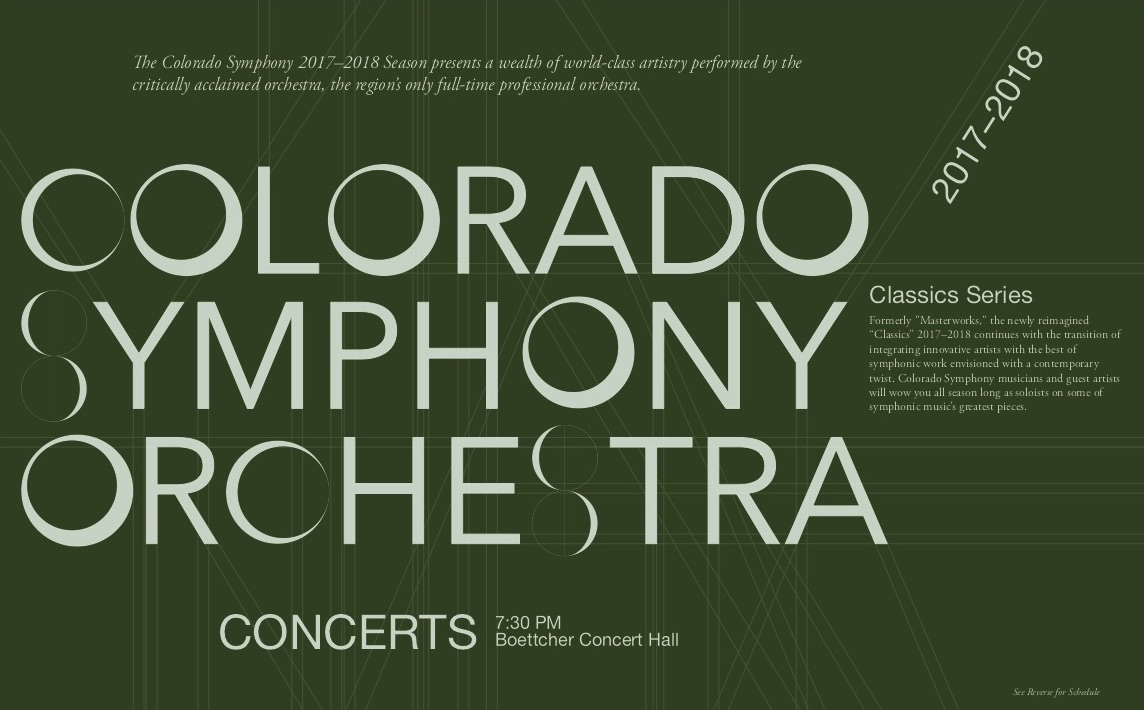 The Colorado Symphony 2017–2018 Season presents a wealth of world-class artistry performed by the
critically acclaimed orchestra, the region's only full-time professional orchestra.
2017–2018
COLORADO
SYMPHONY
ORCHESTRA
Classics Series
Formerly "Masterworks," the newly reimagined
"Classics" 2017–2018 continues with the transition of
integrating innovative artists with the best of
symphonic work envisioned with a contemporary
twist. Colorado Symphony musicians and guest artists
will wow you all season long as soloists on some of
symphonic music's greatest pieces.
CONCERTS
7:30 PM
Boettcher Concert Hall
See Reverse for Schedule